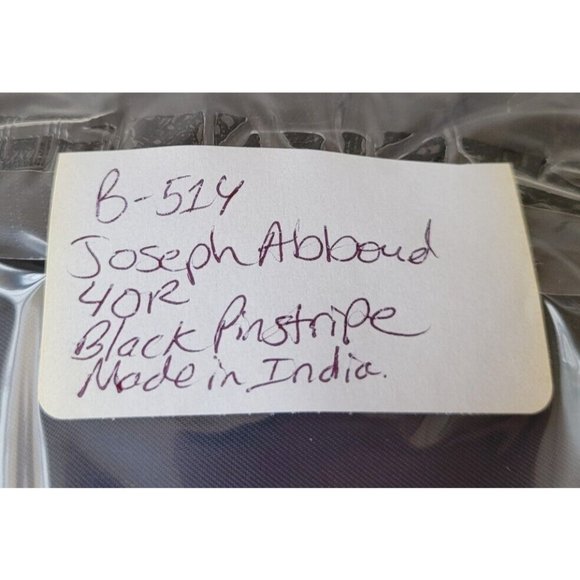 B-514
Joseph Abboud
40R
Black Pinstripe
Made in India.